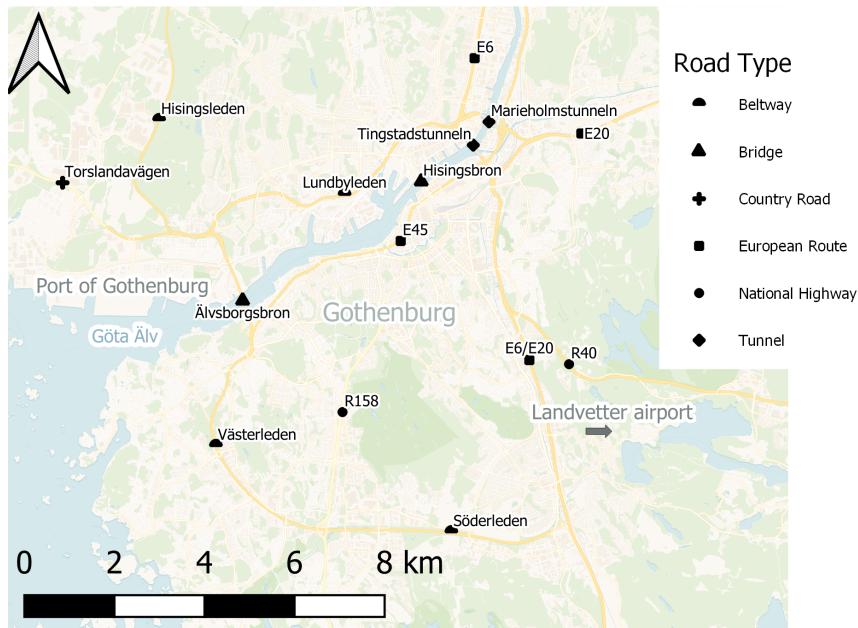 E6
Road Type
Hisingsleden
Beltway
Marieholmstunneln
Tingstadstunneln
E20
Bridge
Torslandavägen
Lundbyleden
Hisingsbron
Country Road
E45
European Route
Port of Gothenburg
National Highway
Älvsborgsbron
Gothenburg
Göta Älv
Tunnel
E6/E20
R40
R158
Landvetter airport
Västerleden
Söderleden
0 2 4 6 8 km